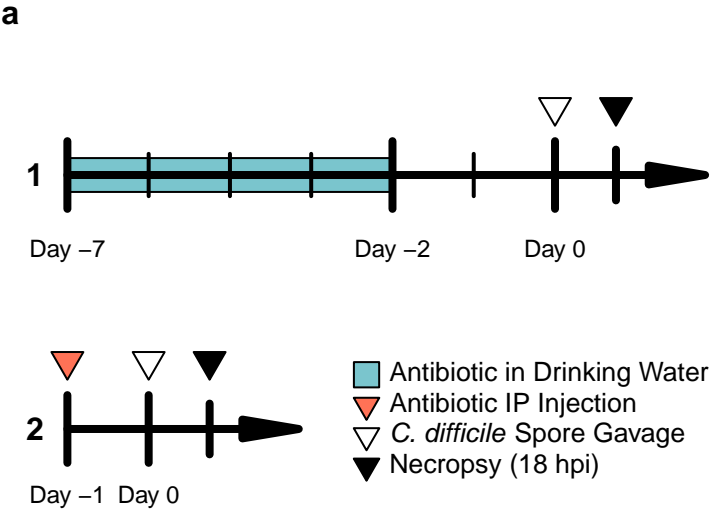 a
1
Day −7 Day −2 Day 0
2
Day −1 Day 0
Antibiotic in Drinking Water
Antibiotic IP Injection
C. difficile Spore Gavage
Necropsy (18 hpi)